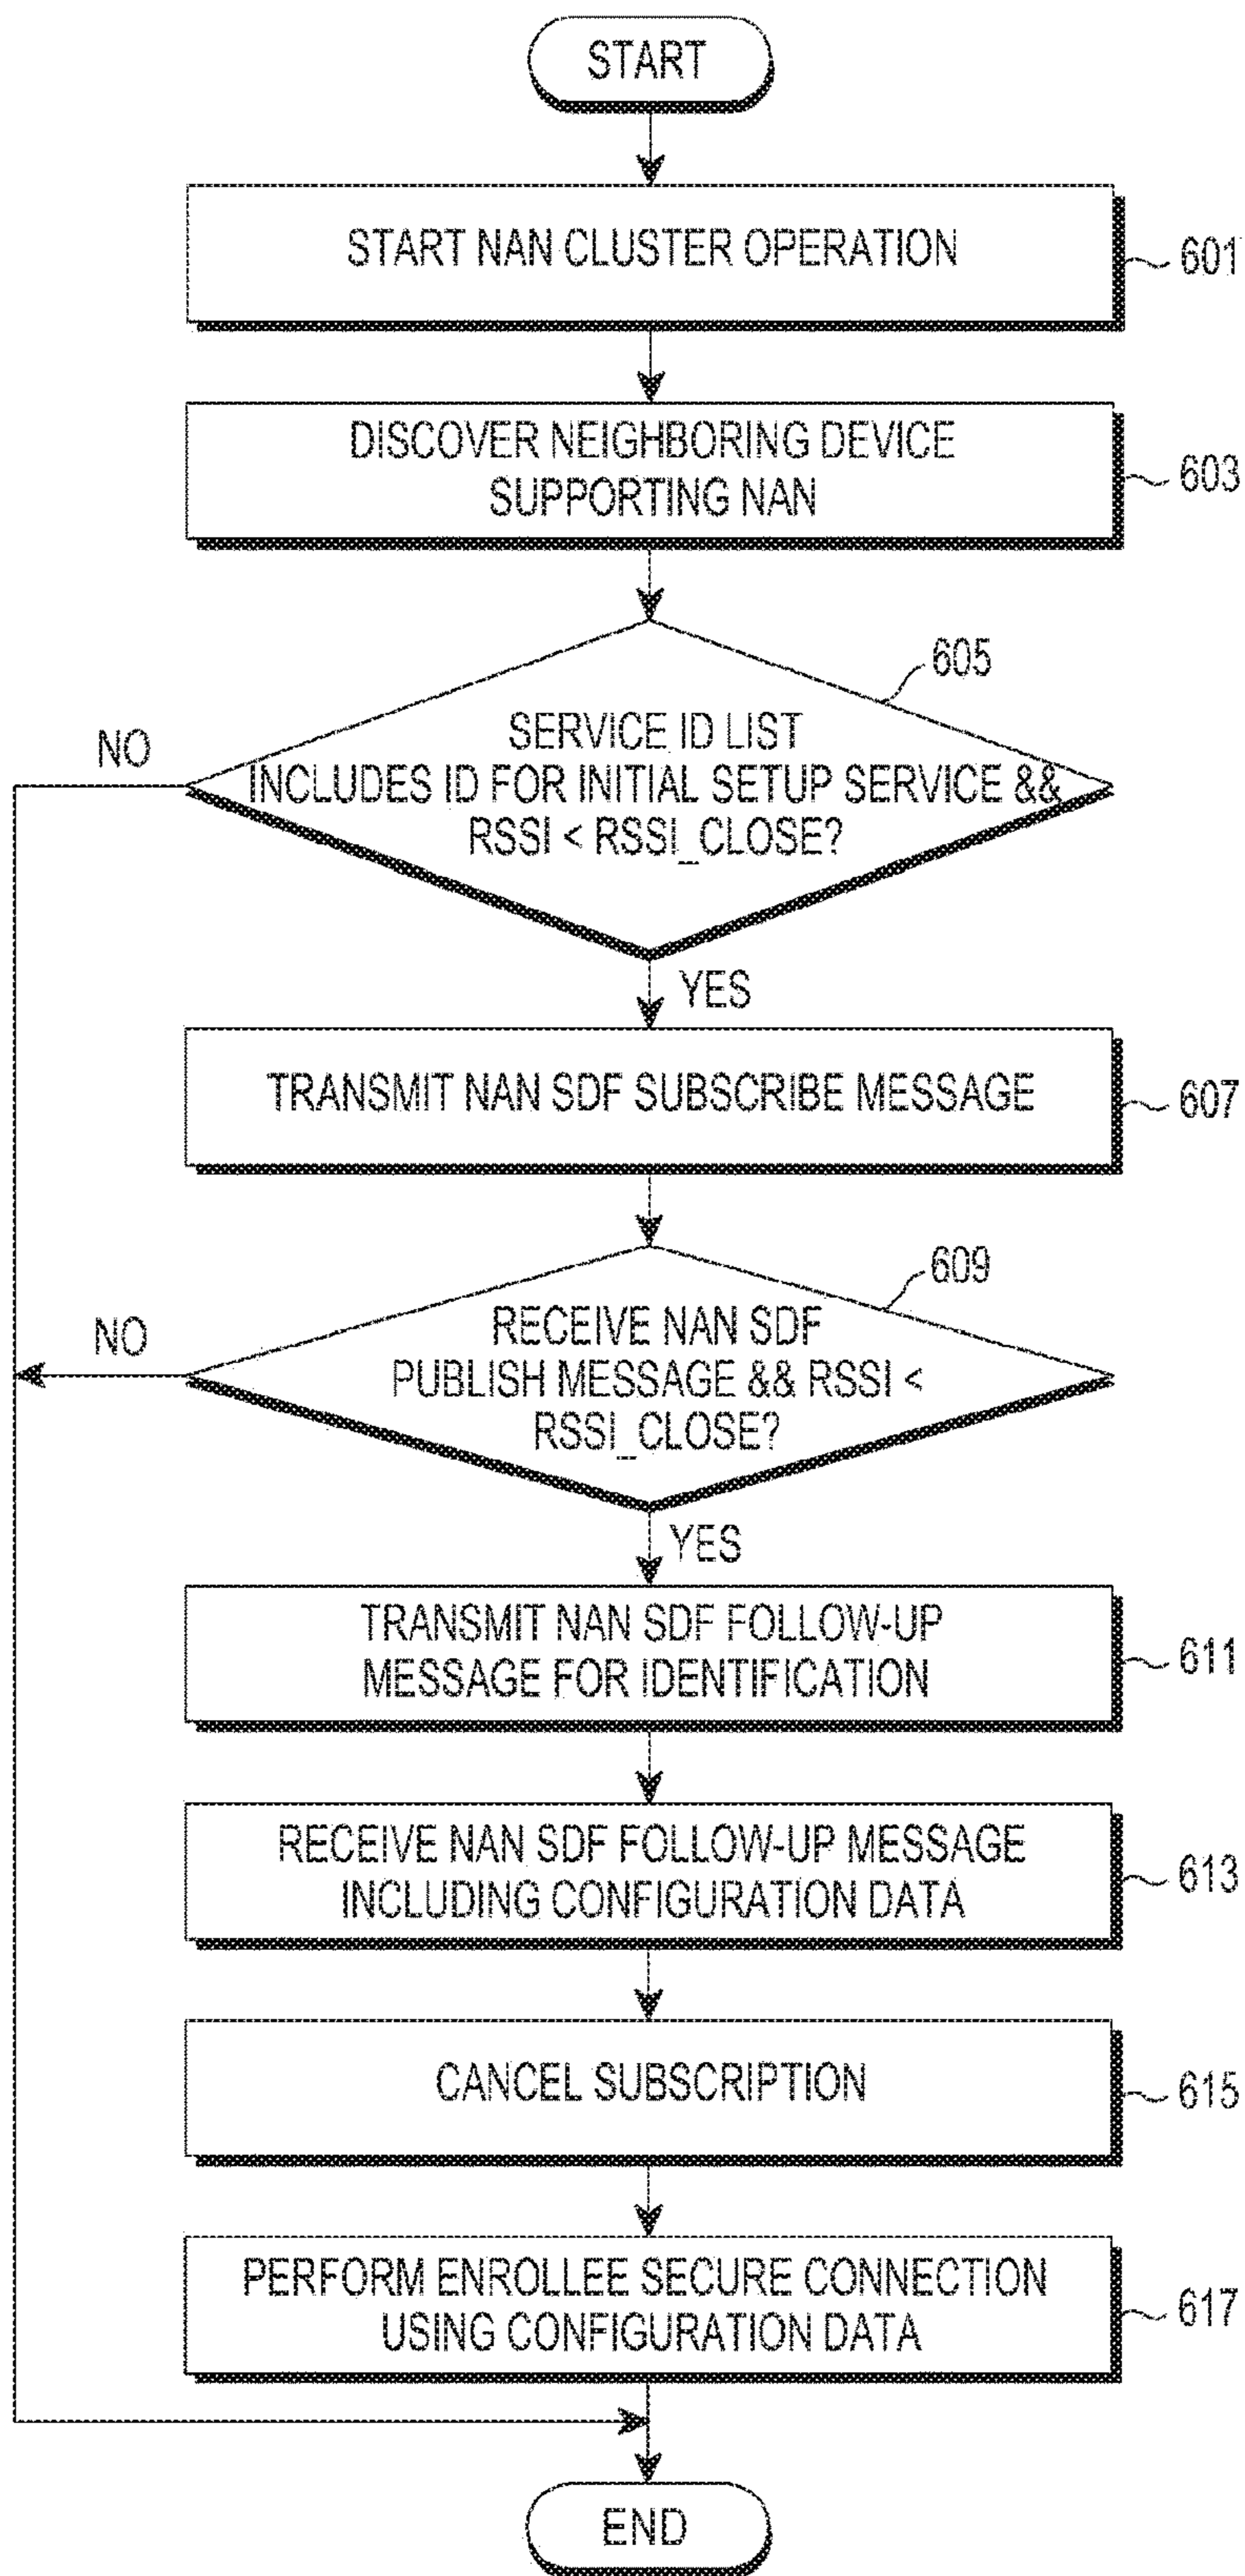 START
START NAN CLUSTER OPERATION
601
DISCOVER NEIGHBORING DEVICE
SUPPORTING NAN
603
605
NO
SERVICE ID LIST
INCLUDES ID FOR INITIAL SETUP SERVICE &&
RSSI < RSSI_CLOSE?
YES
TRANSMIT NAN SDF SUBSCRIBE MESSAGE
607
609
NO
RECEIVE NAN SDF
PUBLISH MESSAGE && RSSI <
RSSI_CLOSE?
YES
TRANSMIT NAN SDF FOLLOW-UP
MESSAGE FOR IDENTIFICATION
611
RECEIVE NAN SDF FOLLOW-UP MESSAGE
INCLUDING CONFIGURATION DATA
613
CANCEL SUBSCRIPTION
615
PERFORM ENROLLEE SECURE CONNECTION
USING CONFIGURATION DATA
617
END